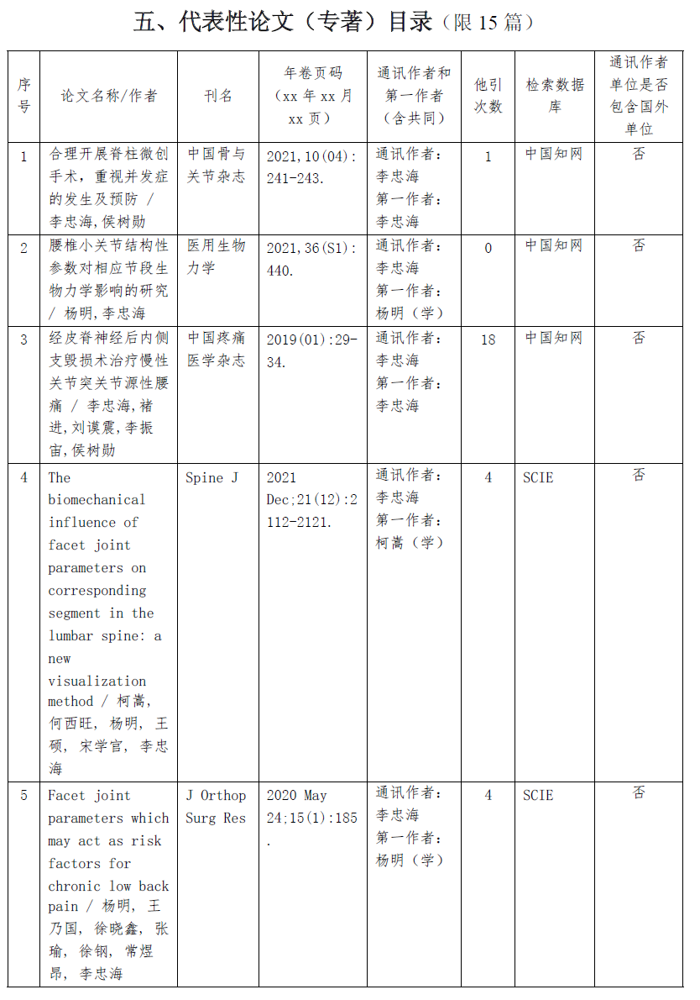 五、代表性论文（专著）目录（限 15 篇）
序号
论文名称/作者
刊名
年卷页码
（xx 年 xx 月
xx 页）
通讯作者和
第一作者
（含共同）
他引
次数
检索数据
库
通讯作者
单位是否
包含国外
单位
1
合理开展脊柱微创
手术，重视并发症
的发生及预防 /
李忠海,侯树勋
中国骨与
关节杂志
2021,10(04):
241-243.
通讯作者：
李忠海
第一作者：
李忠海
1
中国知网
否
2
腰椎小关节结构性
参数对相应节段生
物力学影响的研究
/ 杨明,李忠海
医用生物
力学
2021,36(S1):
440.
通讯作者：
李忠海
第一作者：
杨明（学）
0
中国知网
否
3
经皮脊神经后内侧
支毁损术治疗慢性
关节突关节源性腰
痛 / 李忠海,褚
进,刘谟震,李振
宙,侯树勋
中国疼痛
医学杂志
2019(01):29-
34.
通讯作者：
李忠海
第一作者：
李忠海
18
中国知网
否
4
The
biomechanical
influence of
facet joint
parameters on
corresponding
segment in the
lumbar spine: a
new
visualization
method / 柯嵩,
何西旺, 杨明, 王
硕, 宋学官, 李忠
海
Spine J
2021
Dec;21(12):2
112-2121.
通讯作者：
李忠海
第一作者：
柯嵩（学）
4
SCIE
否
5
Facet joint
parameters which
may act as risk
factors for
chronic low back
pain / 杨明, 王
乃国, 徐晓鑫, 张
瑜, 徐钢, 常煜
昂, 李忠海
J Orthop
Surg Res
2020 May
24;15(1):185
.
通讯作者：
李忠海
第一作者：
杨明（学）
4
SCIE
否